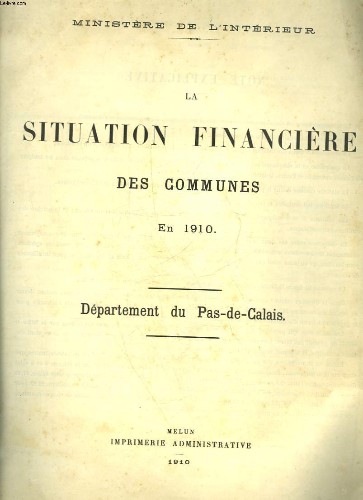 MINISTÈRE DE L'INTÉRIEUR
LA
SITUATION FINANCIÈRE
DES COMMUNES
En 1910.
Département du Pas-de-Calais.
MELUN
IMPRIMERIE ADMINISTRATIVE
1910